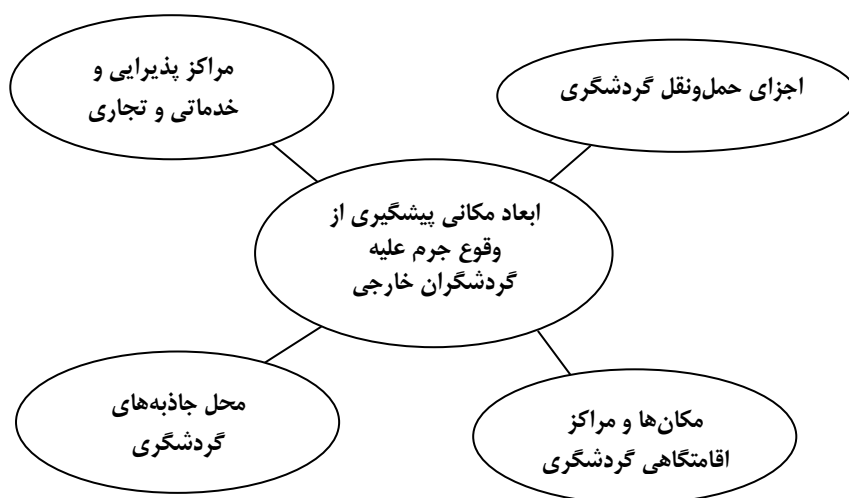 اجزای حمل‌ونقل گردشگری
مراکز پذیرایی و
خدماتی و تجاری
ابعاد مکانی پیشگیری از
وقوع جرم علیه
گردشگران خارجی
مکان‌ها و مراکز
اقامتگاهی گردشگری
محل جاذبه‌های
گردشگری